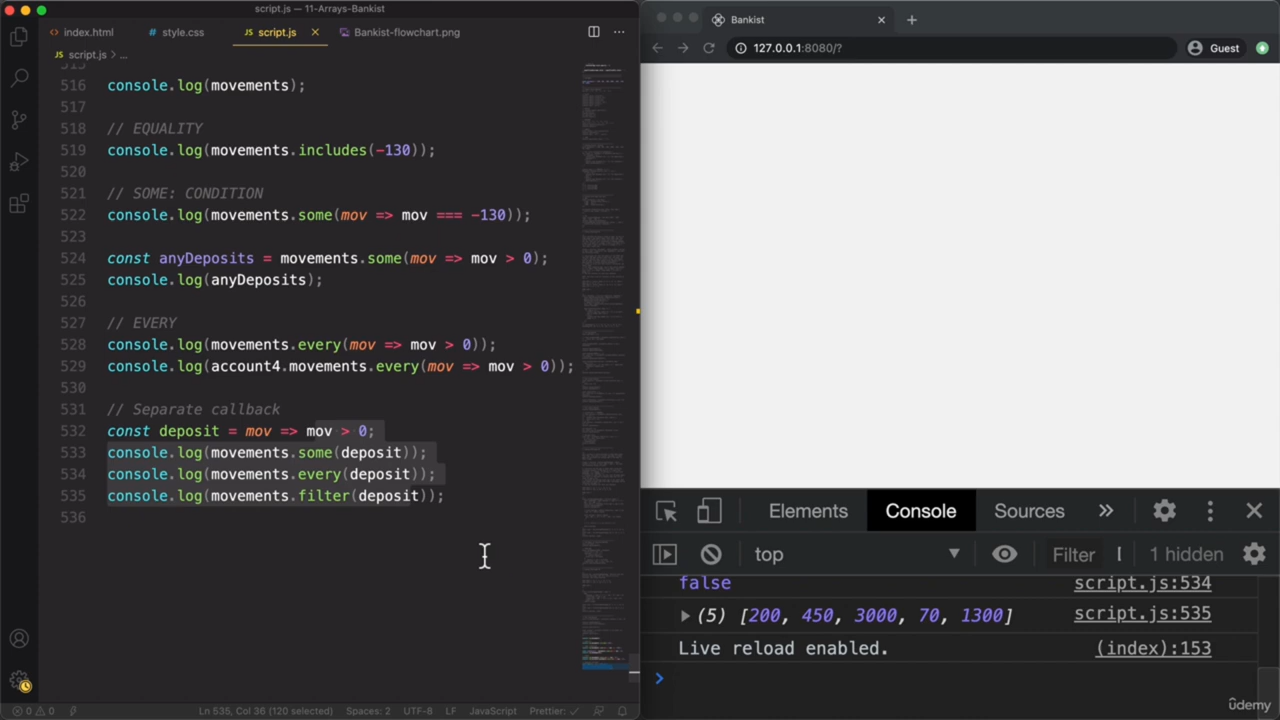 script.js — 11-Arrays-Bankist
index.html
style.css
JS script.js
Bankist-flowchart.png
JS script.js > ...
515
516 console.log(movements);
517
518 // EQUALITY
519 console.log(movements.includes(-130));
520
521 // SOME: CONDITION
522 console.log(movements.some(mov => mov === -130));
523
524 const anyDeposits = movements.some(mov => mov > 0);
525 console.log(anyDeposits);
526
527 // EVERY
528 console.log(movements.every(mov => mov > 0));
529 console.log(account4.movements.every(mov => mov > 0));
530
531 // Separate callback
532 const deposit = mov => mov > 0;
533 console.log(movements.some(deposit));
534 console.log(movements.every(deposit));
535 console.log(movements.filter(deposit));
536
0 0
Ln 535, Col 36 (120 selected)
Spaces: 2
UTF-8
LF
JavaScript
Prettier: ✓
Bankist
127.0.0.1:8080/?
Guest
Elements
Console
Sources
top
Filter
1 hidden
false script.js:534
(5) [200, 450, 3000, 70, 1300] script.js:535
Live reload enabled. (index):153
udemy